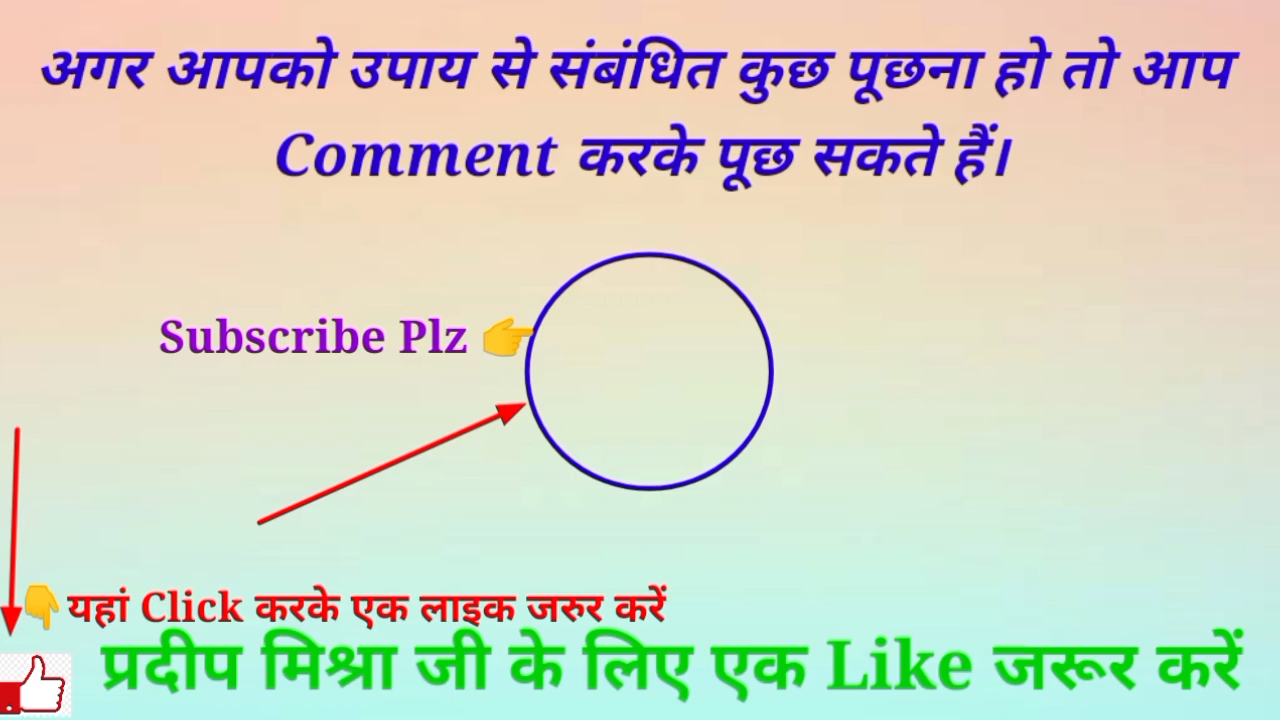 अगर आपको उपाय से संबंधित कुछ पूछना हो तो आप
Comment करके पूछ सकते हैं।
Subscribe Plz 👉
👇यहां Click करके एक लाइक जरुर करें
प्रदीप मिश्रा जी के लिए एक Like जरूर करें